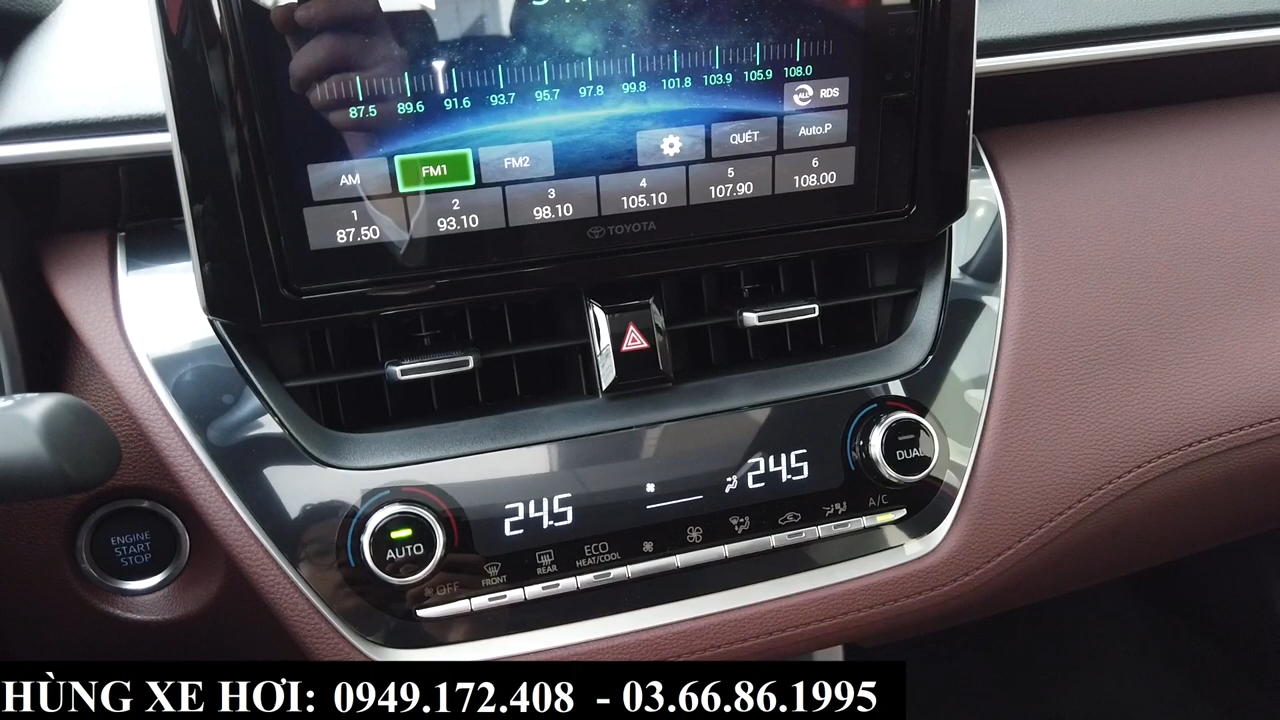 87.5 89.6 91.6 93.7 95.7 97.8 99.8 101.8 103.9 105.9 108.0
ALL RDS
AM FM1 FM2 QUÉT Auto.P
1 2 3 4 5 6
87.50 93.10 98.10 105.10 107.90 108.00
TOYOTA
24.5 24.5
DUAL
AUTO
ENGINE
START
STOP
OFF FRONT REAR ECO HEAT/COOL A/C
HÙNG XE HƠI: 0949.172.408 - 03.66.86.1995